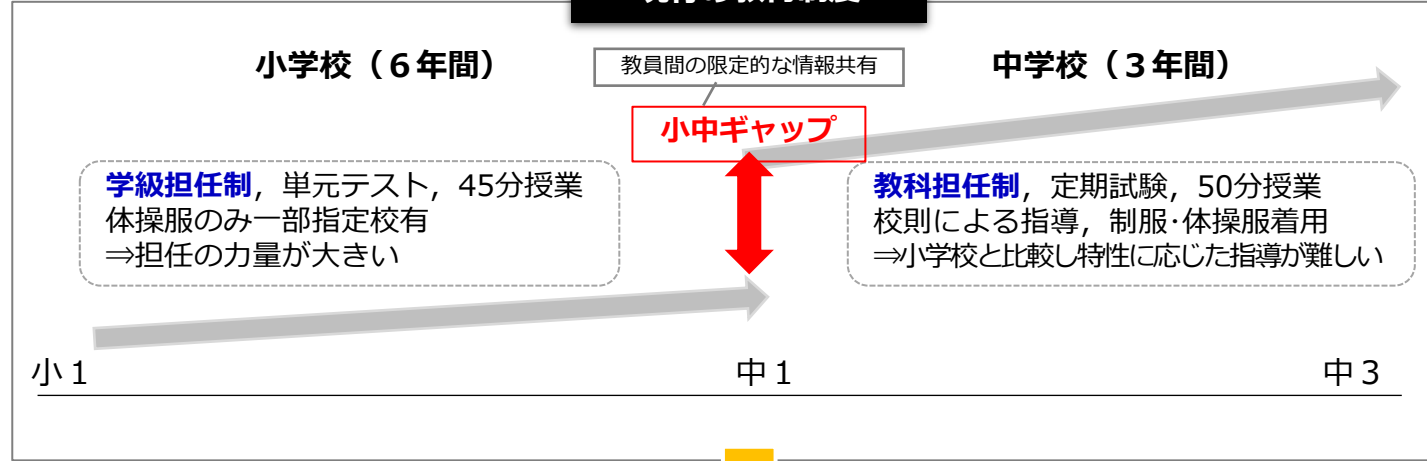 小学校（６年間）
教員間の限定的な情報共有
中学校（３年間）
小中ギャップ
学級担任制，単元テスト，45分授業
体操服のみ一部指定校有
⇒担任の力量が大きい
教科担任制，定期試験，50分授業
校則による指導，制服･体操服着用
⇒小学校と比較し特性に応じた指導が難しい
小１
中１
中３